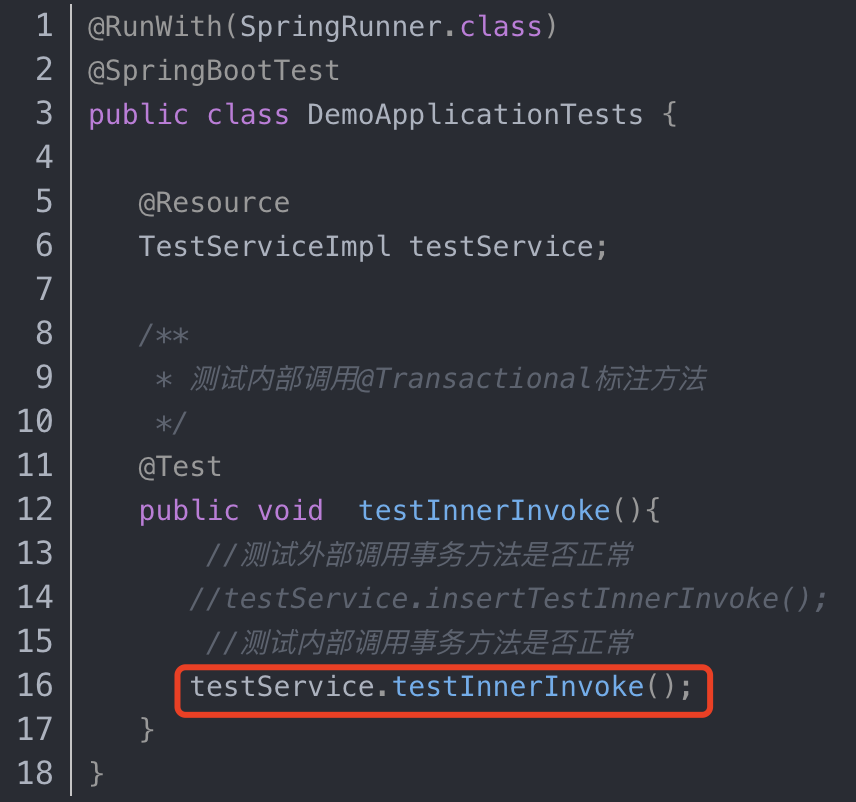 1 @RunWith(SpringRunner.class)
2 @SpringBootTest
3 public class DemoApplicationTests {
4
5 @Resource
6 TestServiceImpl testService;
7
8 /**
9 * 测试内部调用@Transactional标注方法
10 */
11 @Test
12 public void  testInnerInvoke(){
13 //测试外部调用事务方法是否正常
14 //testService.insertTestInnerInvoke();
15 //测试内部调用事务方法是否正常
16 testService.testInnerInvoke();
17 }
18 }